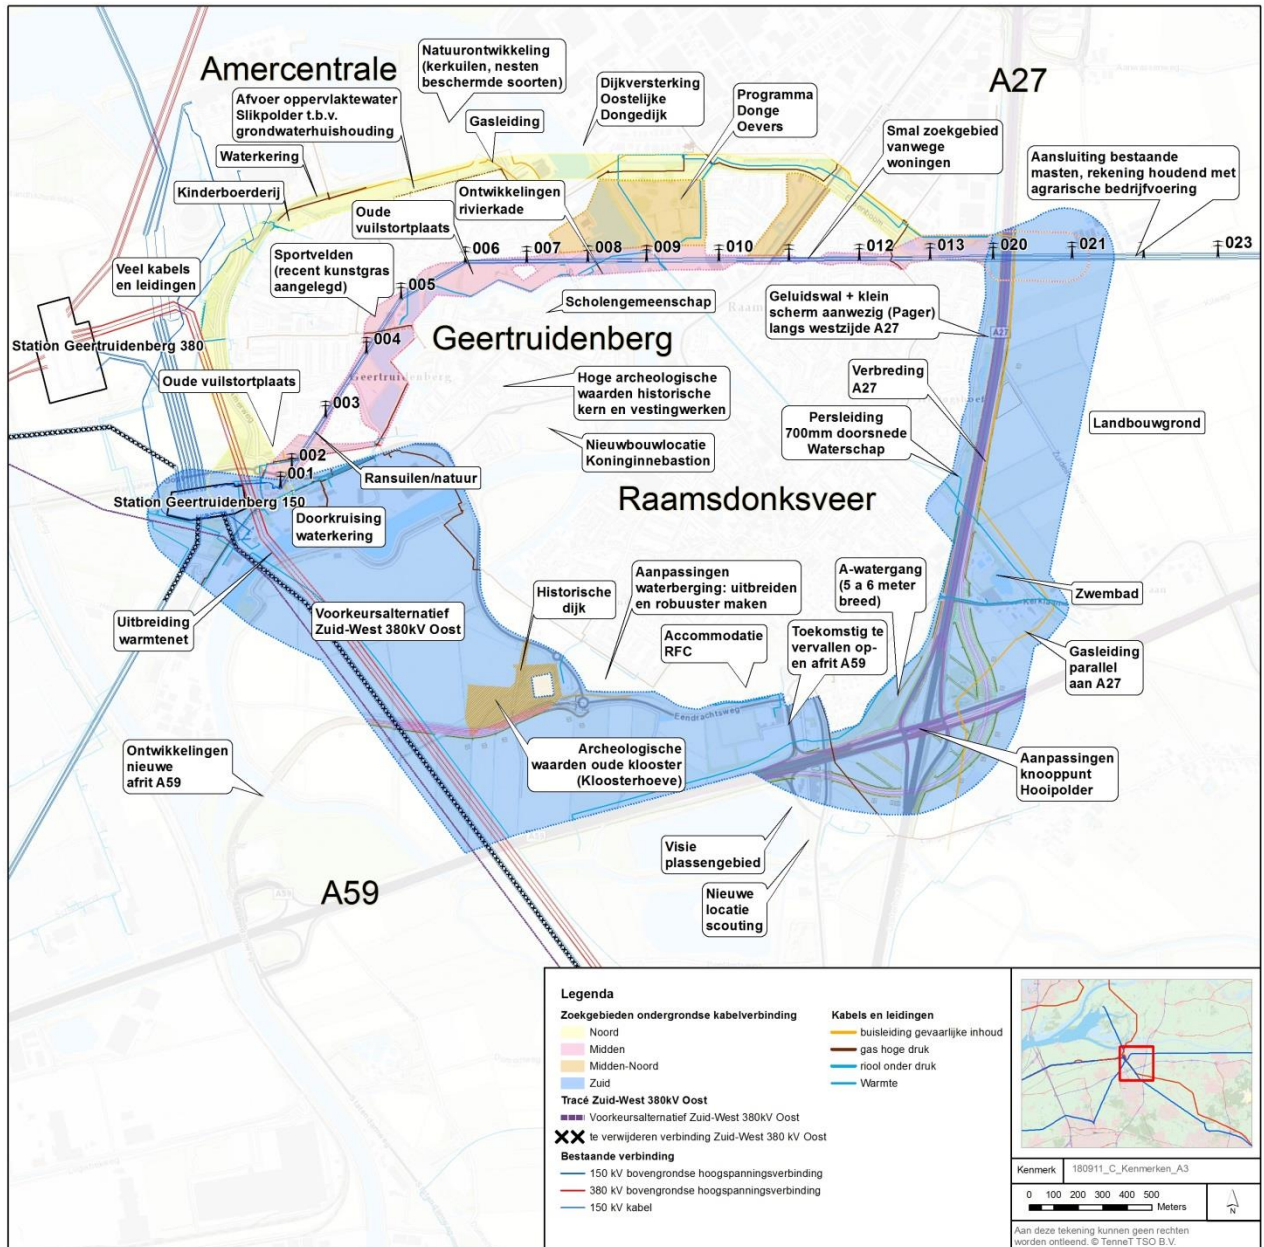 Amercentrale
A27
Natuurontwikkeling
(kerkuilen, nesten
beschermde soorten)
Afvoer oppervlaktewater
Slikpolder t.b.v.
grondwaterhuishouding
Gasleiding
Dijkversterking
Oostelijke
Dongedijk
Programma
Donge
Oevers
Smal zoekgebied
vanwege
woningen
Aansluiting bestaande
masten, rekening houdend met
agrarische bedrijfvoering
Waterkering
Kinderboerderij
Oude
vuilstortplaats
Ontwikkelingen
rivierkade
Sportvelden
(recent kunstgras
aangelegd)
Veel kabels
en leidingen
006
007
008
009
010
012
013
020
021
023
005
004
003
002
001
Scholengemeenschap
Geluidswal + klein
scherm aanwezig (Pager)
langs westzijde A27
A27
Station Geertruidenberg 380
Geertruidenberg
Geertruidenberg
Oude vuilstortplaats
Hoge archeologische
waarden historische
kern en vestingwerken
Verbreding
A27
Persleiding
700mm doorsnede
Waterschap
Landbouwgrond
Nieuwbouwlocatie
Koninginnebastion
Ransuilen/natuur
Raamsdonksveer
Station Geertruidenberg 150
Doorkruising
waterkering
Uitbreiding
warmtenet
Voorkeursalternatief
Zuid-West 380kV Oost
Historische
dijk
Aanpassingen
waterberging: uitbreiden
en robuuster maken
A-watergang
(5 a 6 meter
breed)
Zwembad
Accommodatie
RFC
Toekomstig te
vervallen op-
en afrit A59
Gasleiding
parallel
aan A27
Eendrachtsweg
Ontwikkelingen
nieuwe
afrit A59
Archeologische
waarden oude klooster
(Kloosterhoeve)
Aanpassingen
knooppunt
Hooipolder
Visie
plassengebied
Nieuwe
locatie
scouting
A59
A59
A59
Legenda
Zoekgebieden ondergrondse kabelverbinding
Noord
Midden
Midden-Noord
Zuid
Tracé Zuid-West 380kV Oost
Voorkeursalternatief Zuid-West 380kV Oost
te verwijderen verbinding Zuid-West 380 kV Oost
Bestaande verbinding
150 kV bovengrondse hoogspanningsverbinding
380 kV bovengrondse hoogspanningsverbinding
150 kV kabel
Kabels en leidingen
buisleiding gevaarlijke inhoud
gas hoge druk
riool onder druk
Warmte
Kenmerk 180911_C_Kenmerken_A3
0 100 200 300 400 500
Meters
N
Aan deze tekening kunnen geen rechten
worden ontleend. © TenneT TSO B.V.